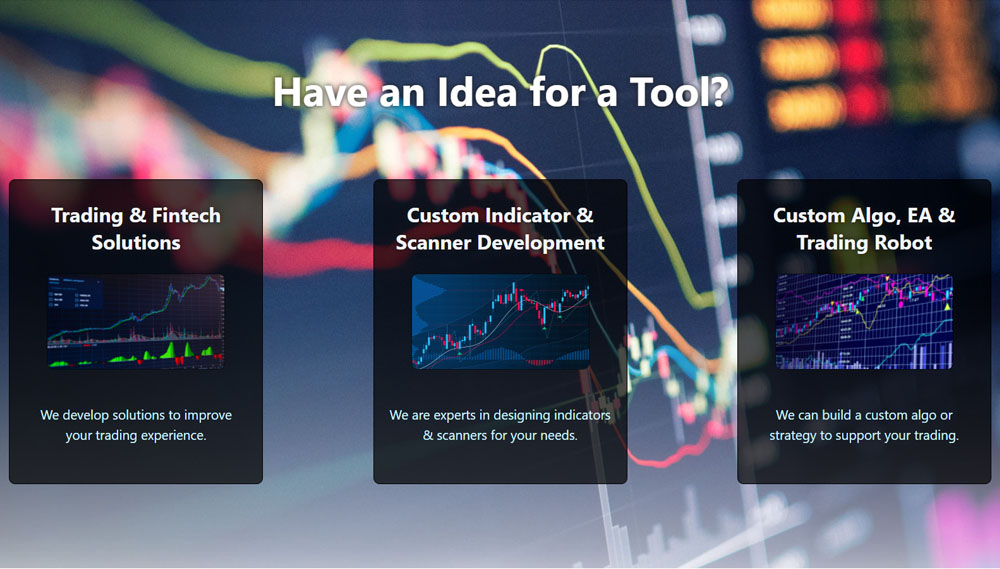 Have an Idea for a Tool?
Trading & Fintech
Solutions
We develop solutions to improve
your trading experience.
Custom Indicator &
Scanner Development
We are experts in designing indicators
& scanners for your needs.
Custom Algo, EA &
Trading Robot
We can build a custom algo or
strategy to support your trading.